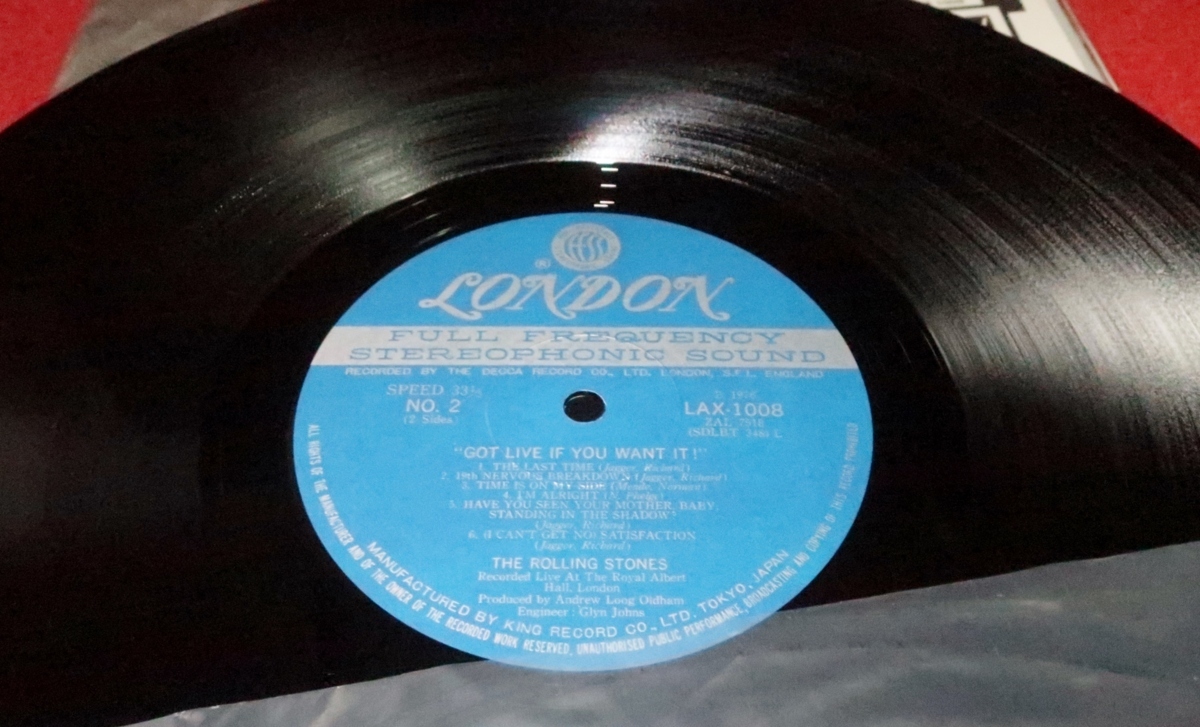 LONDON
®
FULL FREQUENCY
STEREOPHONIC SOUND
RECORDED BY THE DECCA RECORD CO., LTD. LONDON, S.E.I., ENGLAND
SPEED 33⅓
NO. 2
(2 Sides)
LAX-1008
ZAL
"GOT LIVE IF YOU WANT IT!"
1. THE LAST TIME (Jagger, Richard)
2. 19th NERVOUS BREAKDOWN (Jagger, Richard)
3. TIME IS ON MY SIDE (Meade, Norman)
4. I'M ALRIGHT (N. Phelge)
5. HAVE YOU SEEN YOUR MOTHER, BABY,
STANDING IN THE SHADOW?
(Jagger, Richard)
6. (I CAN'T GET NO) SATISFACTION
(Jagger, Richard)
THE ROLLING STONES
Recorded Live At The Royal Albert
Hall, London
Produced by Andrew Loog Oldham
Engineer : Glyn Johns
MANUFACTURED BY KING RECORD CO., LTD. TOKYO, JAPAN
ALL RIGHTS OF THE MANUFACTURER AND OF THE OWNER OF THE RECORDED WORK RESERVED, UNAUTHORISED PUBLIC PERFORMANCE, BROADCASTING AND COPYING OF THIS RECORD PROHIBITED